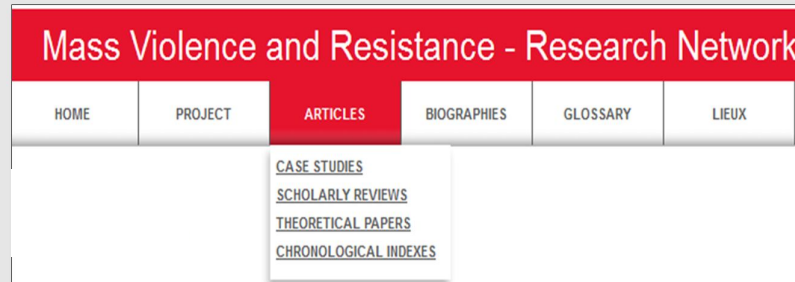 Mass Violence and Resistance - Research Network
HOME PROJECT ARTICLES BIOGRAPHIES GLOSSARY LIEUX
CASE STUDIES
SCHOLARLY REVIEWS
THEORETICAL PAPERS
CHRONOLOGICAL INDEXES